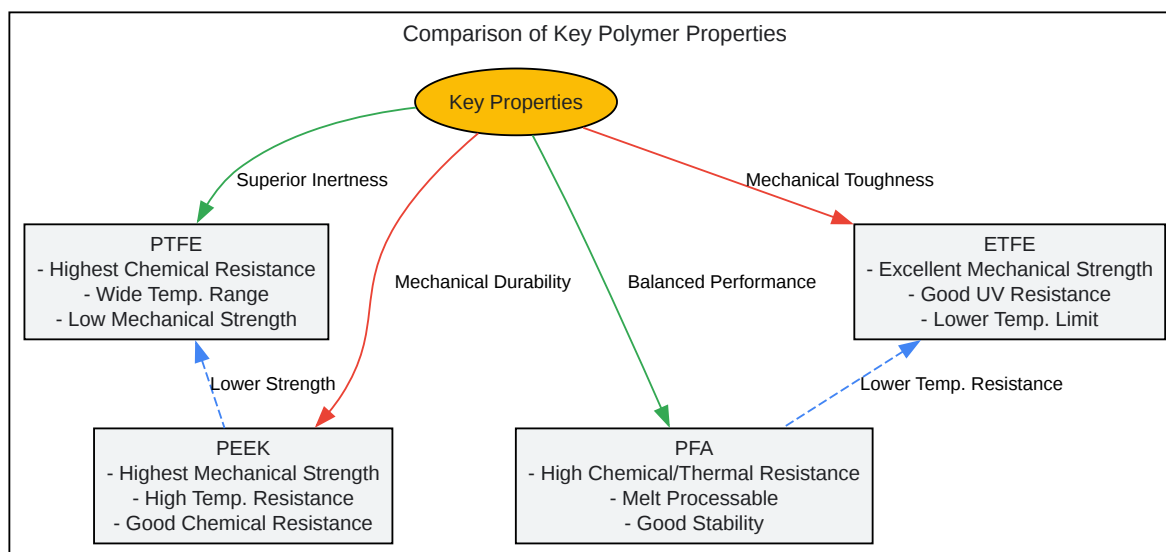 Comparison of Key Polymer Properties
Key Properties
Superior Inertness
Mechanical Toughness
PTFE
- Highest Chemical Resistance
- Wide Temp. Range
- Low Mechanical Strength
Mechanical Durability
Balanced Performance
ETFE
- Excellent Mechanical Strength
- Good UV Resistance
- Lower Temp. Limit
Lower Strength
Lower Temp. Resistance
PEEK
- Highest Mechanical Strength
- High Temp. Resistance
- Good Chemical Resistance
PFA
- High Chemical/Thermal Resistance
- Melt Processable
- Good Stability